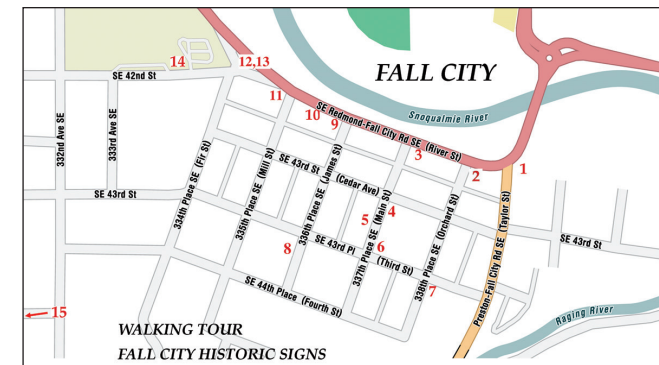 14
12,13
SE 42nd St
FALL CITY
Snoqualmie River
11
10
9
SE Redmond-Fall City Rd SE (River St)
332nd Ave SE
333rd Ave SE
3
2
1
SE 43rd St
(Cedar Ave)
334th Place SE (Fir St)
335th Place SE (Mill St)
336th Place SE (James St)
SE 43rd St
4
5
337th Place SE (Main St)
338th Place SE (Orchard St)
Preston-Fall City Rd SE (Taylor St)
SE 43rd St
8
SE 43rd Pl
6
(Third St)
7
SE 44th Place (Fourth St)
15
Raging River
WALKING TOUR
FALL CITY HISTORIC SIGNS